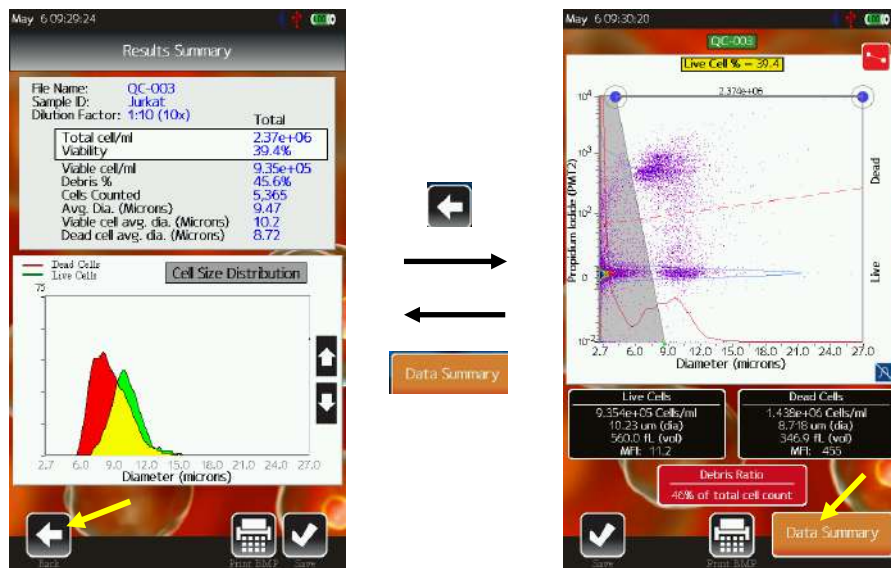 May 6 09:29:24
Results Summary
File Name: QC-003
Sample ID: Jurkat
Dilution Factor: 1:10 (10x)
Total
Total cell/ml 2.37e+06
Viability 39.4%
Viable cell/ml 9.35e+05
Debris % 45.6%
Cells Counted 5,365
Avg. Dia. (Microns) 9.47
Viable cell avg. dia. (Microns) 10.2
Dead cell avg. dia. (Microns) 8.72
Dead Cells
Live Cells
Cell Size Distribution
75
2.7 6.0 9.0 12.0 15.0 18.0 21.0 24.0 27.0
Diameter (microns)
Back
Print BMP
Save
Data Summary
May 6 09:30:20
QC-003
Live Cell % = 39.4
2.374e+06
10⁴
10³
10²
0
10⁻²
Propidium Iodide (PMT2)
Dead
Live
2.7 6.0 9.0 12.0 15.0 18.0 21.0 24.0 27.0
Diameter (microns)
Live Cells
9.354e+05 Cells/ml
10.23 um (dia)
560.0 fL (vol)
MFI: 11.2
Dead Cells
1.438e+06 Cells/ml
8.718 um (dia)
346.9 fL (vol)
MFI: 455
Debris Ratio
46% of total cell count
Data Summary
Save
Print BMP